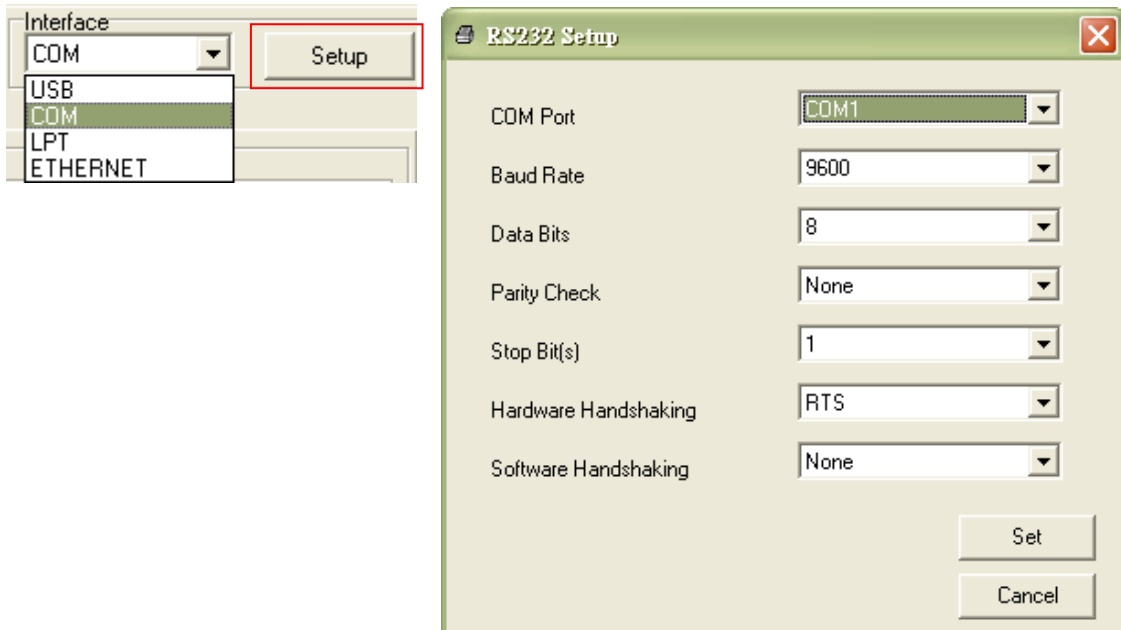 Interface
COM
Setup
USB
COM
LPT
ETHERNET
RS232 Setup
COM Port
COM1
Baud Rate
9600
Data Bits
8
Parity Check
None
Stop Bit(s)
1
Hardware Handshaking
RTS
Software Handshaking
None
Set
Cancel